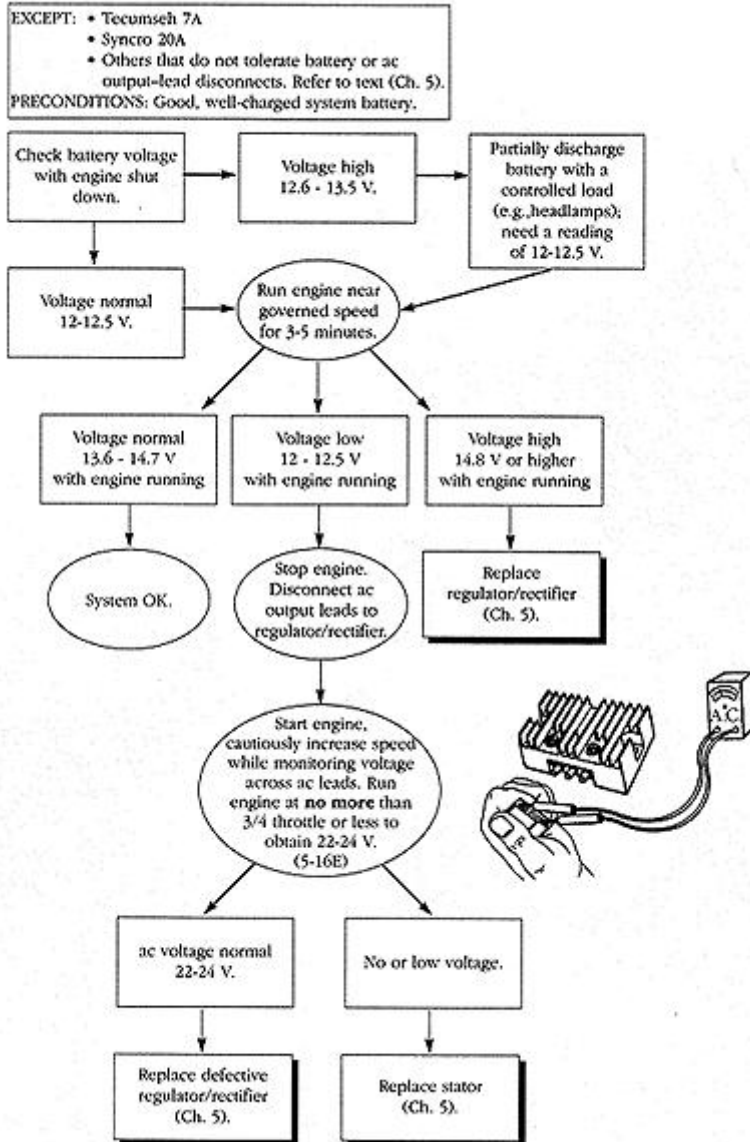 EXCEPT: • Tecumseh 7A
• Syncro 20A
• Others that do not tolerate battery or ac
output-lead disconnects. Refer to text (Ch. 5).
PRECONDITIONS: Good, well-charged system battery.
Check battery voltage
with engine shut
down.
Voltage high
12.6 - 13.5 V.
Partially discharge
battery with a
controlled load
(e.g.,headlamps);
need a reading
of 12-12.5 V.
Voltage normal
12-12.5 V.
Run engine near
governed speed
for 3-5 minutes.
Voltage normal
13.6 - 14.7 V
with engine running
Voltage low
12 - 12.5 V
with engine running
Voltage high
14.8 V or higher
with engine running
System OK.
Stop engine.
Disconnect ac
output leads to
regulator/rectifier.
Replace
regulator/rectifier
(Ch. 5).
Start engine,
cautiously increase speed
while monitoring voltage
across ac leads. Run
engine at no more than
3/4 throttle or less to
obtain 22-24 V.
(5-16E)
A.C
ac voltage normal
22-24 V.
No or low voltage.
Replace defective
regulator/rectifier
(Ch. 5).
Replace stator
(Ch. 5).